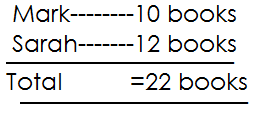 Mark--------10 books
Sarah-------12 books
Total =22 books